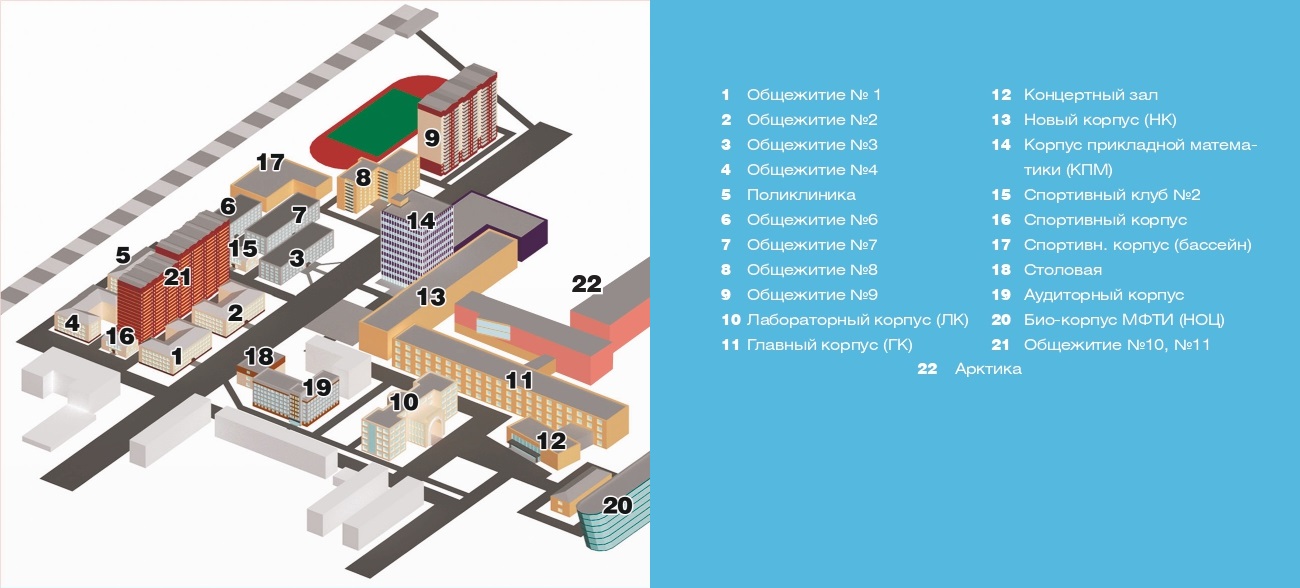 9
17
8
6
7
14
15
5
3
21
22
13
2
4
16
1
18
11
19
10
12
20
1 Общежитие № 1
2 Общежитие №2
3 Общежитие №3
4 Общежитие №4
5 Поликлиника
6 Общежитие №6
7 Общежитие №7
8 Общежитие №8
9 Общежитие №9
10 Лабораторный корпус (ЛК)
11 Главный корпус (ГК)
12 Концертный зал
13 Новый корпус (НК)
14 Корпус прикладной матема-
тики (КПМ)
15 Спортивный клуб №2
16 Спортивный корпус
17 Спортивн. корпус (бассейн)
18 Столовая
19 Аудиторный корпус
20 Био-корпус МФТИ (НОЦ)
21 Общежитие №10, №11
22 Арктика